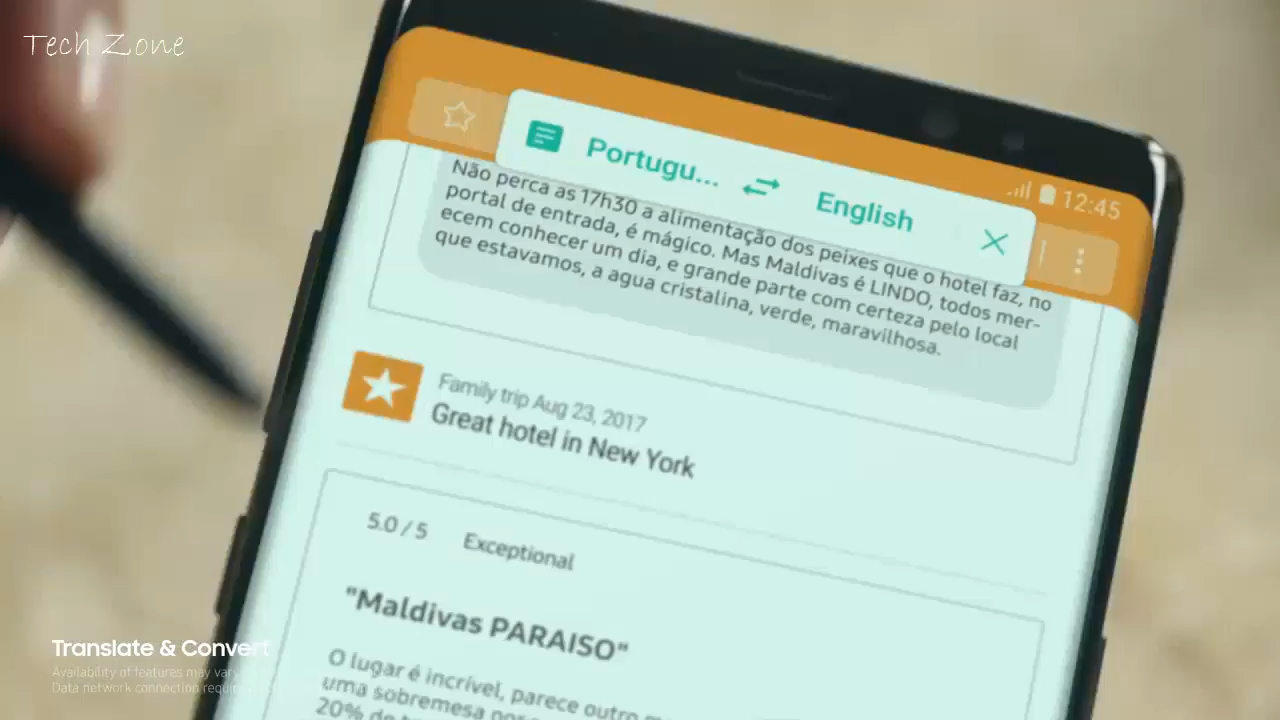 Tech Zone
Portugu...
English
12:45
Não perca as 17h30 a alimentação dos peixes que o hotel faz, no
portal de entrada, é mágico. Mas Maldivas é LINDO, todos mer-
ecem conhecer um dia, e grande parte com certeza pelo local
que estavamos, a agua cristalina, verde, maravilhosa.
Family trip Aug 23, 2017
Great hotel in New York
5.0 / 5 Exceptional
"Maldivas PARAISO"
O lugar é incrível, parece outro
uma sobremesa
20% de
Translate & Convert
Availability of features may vary
Data network connection